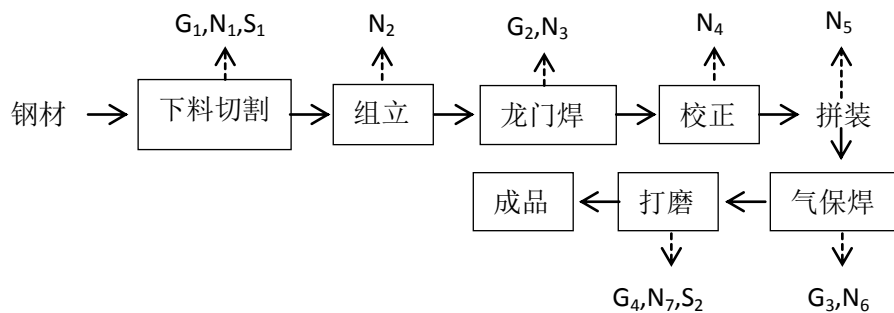 G₁,N₁,S₁ N₂ G₂,N₃ N₄ N₅
钢材 下料切割 组立 龙门焊 校正 拼装
成品 打磨 气保焊
G₄,N₇,S₂ G₃,N₆